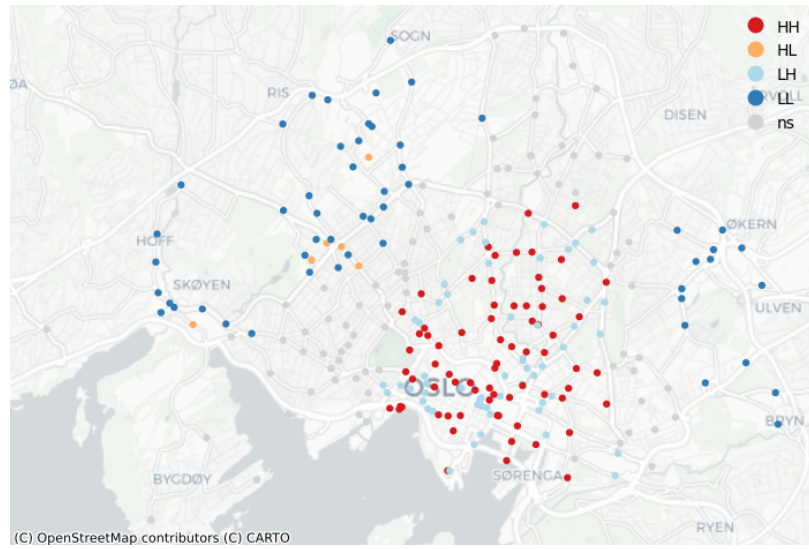 SOGN
HH
HL
LH
LL
ns
ØA
RIS
DISEN
HOFF
ØKERN
SKØYEN
ULVEN
OSLO
BRYN
BYGDØY
SØRENGA
RYEN
(C) OpenStreetMap contributors (C) CARTO